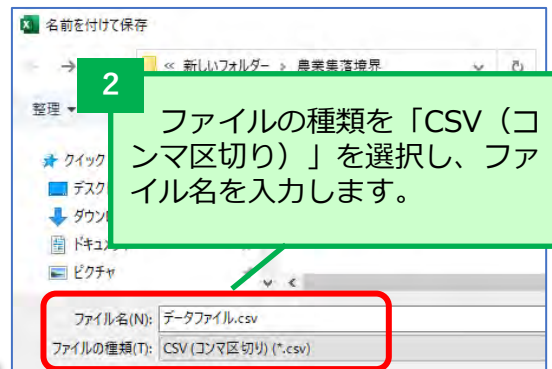 名前を付けて保存
« 新しいフォルダー › 農業集落境界
2
整理
ファイルの種類を「CSV（コ
ンマ区切り）」を選択し、ファ
イル名を入力します。
クイック
デスク
ダウン
ドキュ
ピクチャ
ファイル名(N): データファイル.csv
ファイルの種類(T): CSV (コンマ区切り) (*.csv)